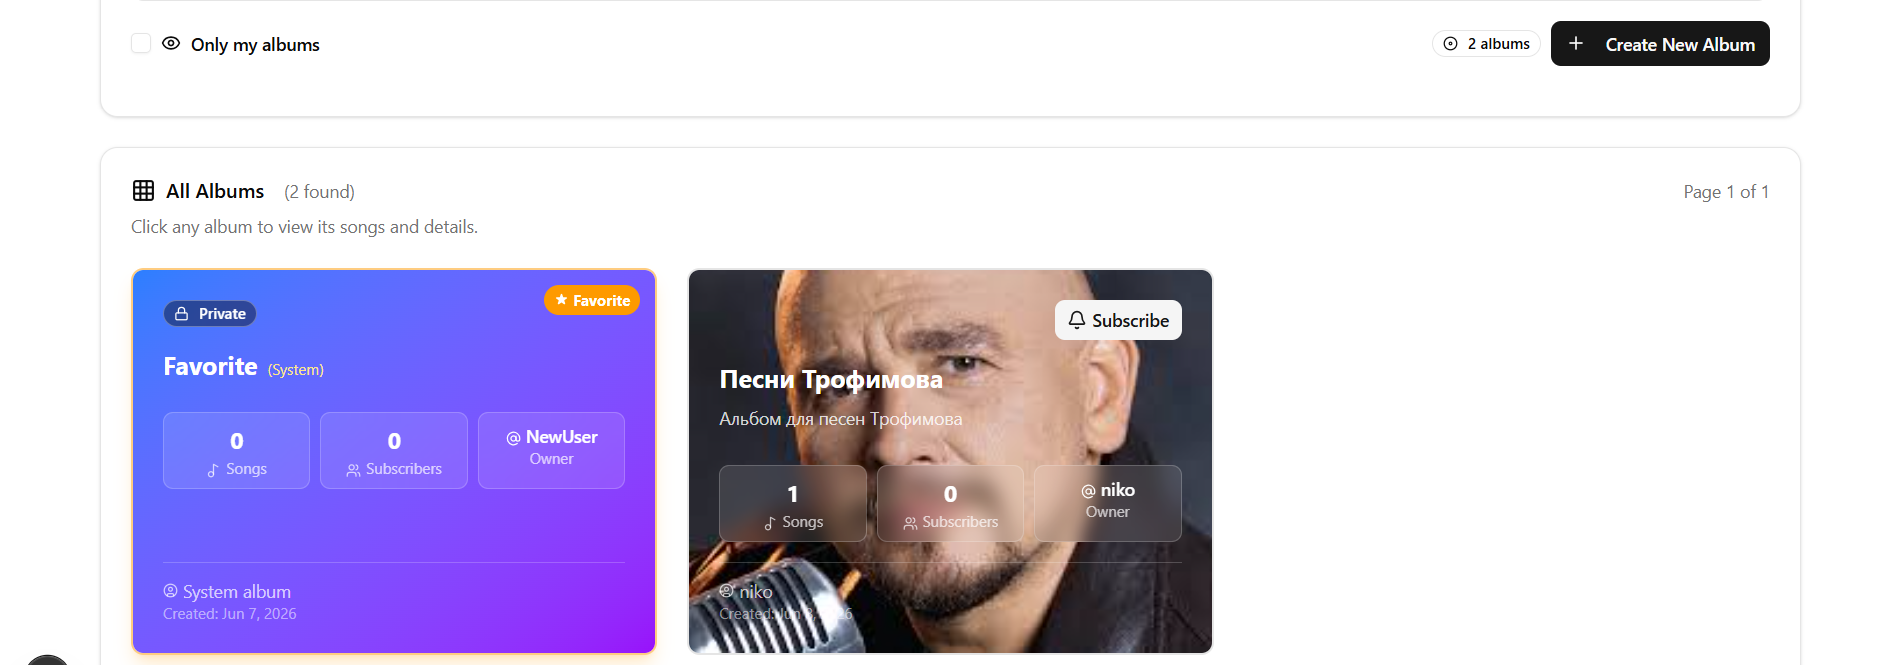 Only my albums
2 albums
Create New Album
All Albums (2 found)
Page 1 of 1
Click any album to view its songs and details.
Private
Favorite
Favorite (System)
0
Songs
0
Subscribers
@ NewUser
Owner
System album
Created: Jun 7, 2026
Subscribe
Песни Трофимова
Альбом для песен Трофимова
1
Songs
0
Subscribers
@ niko
Owner
niko
Created: Jun